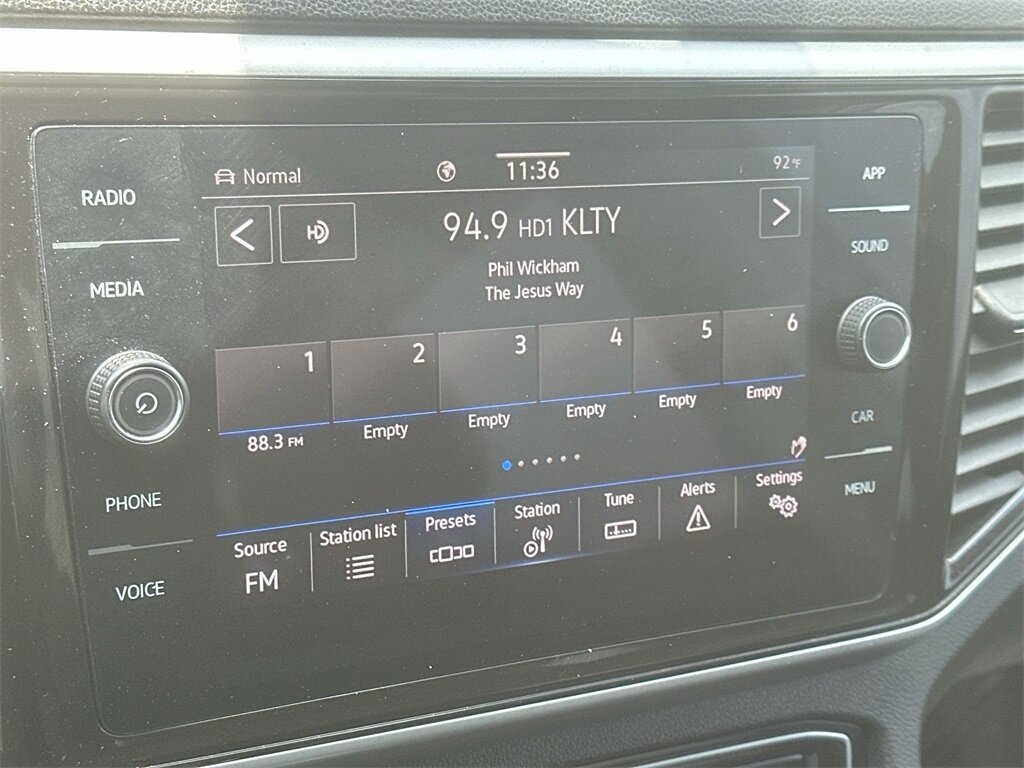 RADIO
MEDIA
PHONE
VOICE
Normal
11:36
92°F
HD
94.9 HD1 KLTY
Phil Wickham
The Jesus Way
1
2
3
4
5
6
88.3 FM
Empty
Empty
Empty
Empty
Empty
Source
FM
Station list
Presets
Station
Tune
Alerts
Settings
APP
SOUND
CAR
MENU